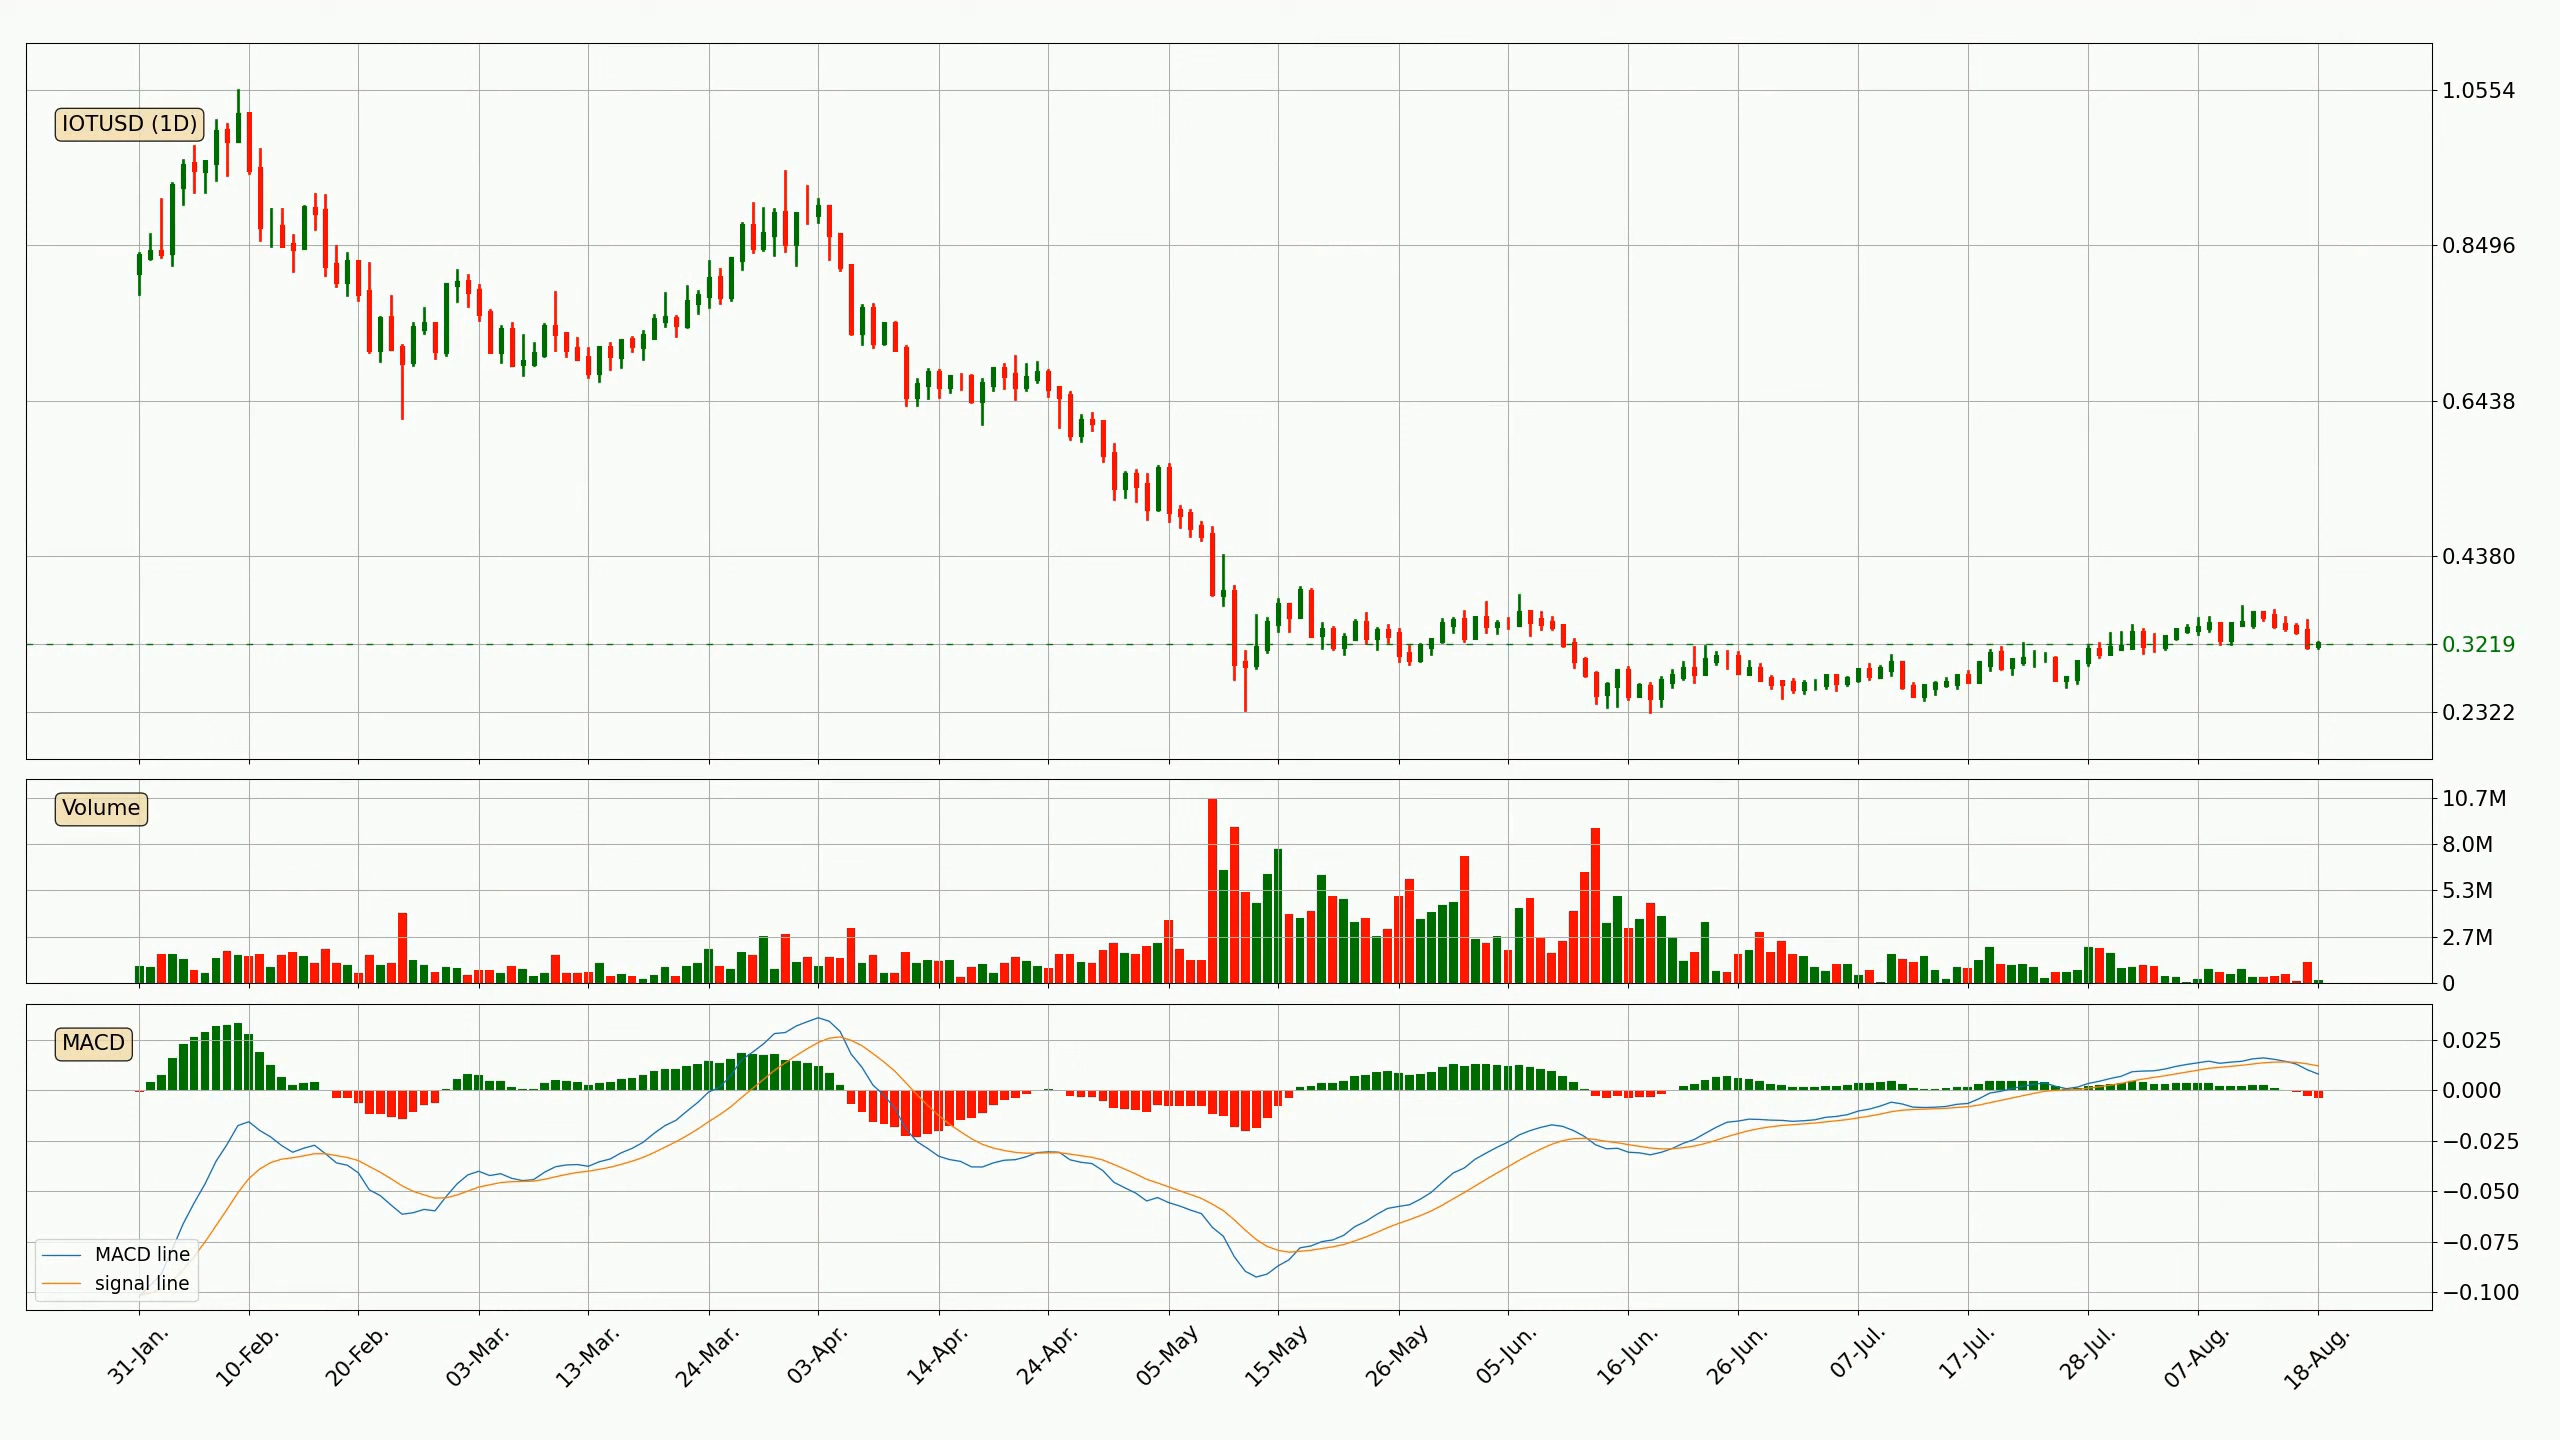 IOTUSD (1D)
1.0554
0.8496
0.6438
0.4380
0.3219
0.2322
Volume
10.7M
8.0M
5.3M
2.7M
0
MACD
0.025
0.000
−0.025
−0.050
−0.075
−0.100
MACD line
signal line
31-Jan.
10-Feb.
20-Feb.
03-Mar.
13-Mar.
24-Mar.
03-Apr.
14-Apr.
24-Apr.
05-May
15-May
26-May
05-Jun.
16-Jun.
26-Jun.
07-Jul.
17-Jul.
28-Jul.
07-Aug.
18-Aug.